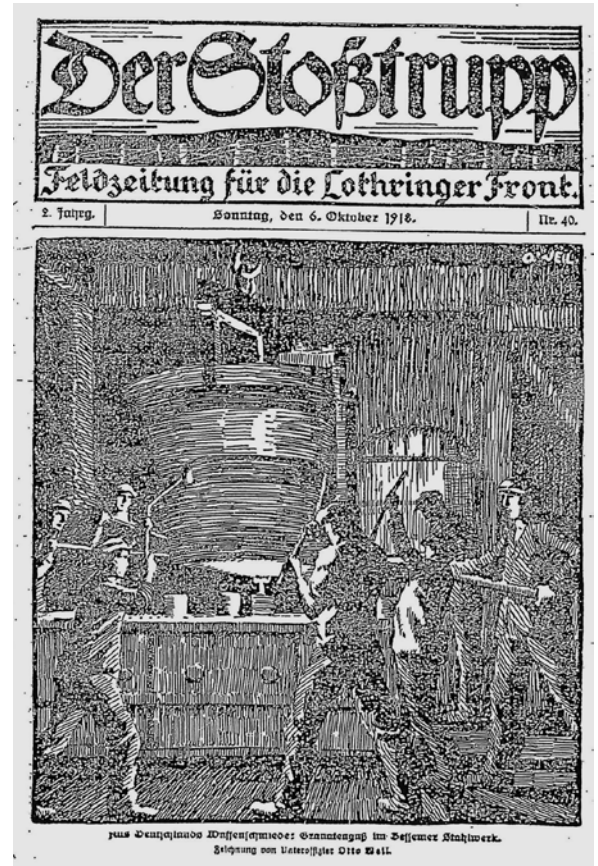 Der Stoßtrupp
Feldzeitung für die Lothringer Front.
2. Jahrg.
Sonntag, den 6. Oktober 1918.
Nr. 40.
O. WEIL
Aus Deutschlands Waffenschmiede: Granatenguß im Bessemer Stahlwerk.
Zeichnung von Unteroffizier Otto Weil.